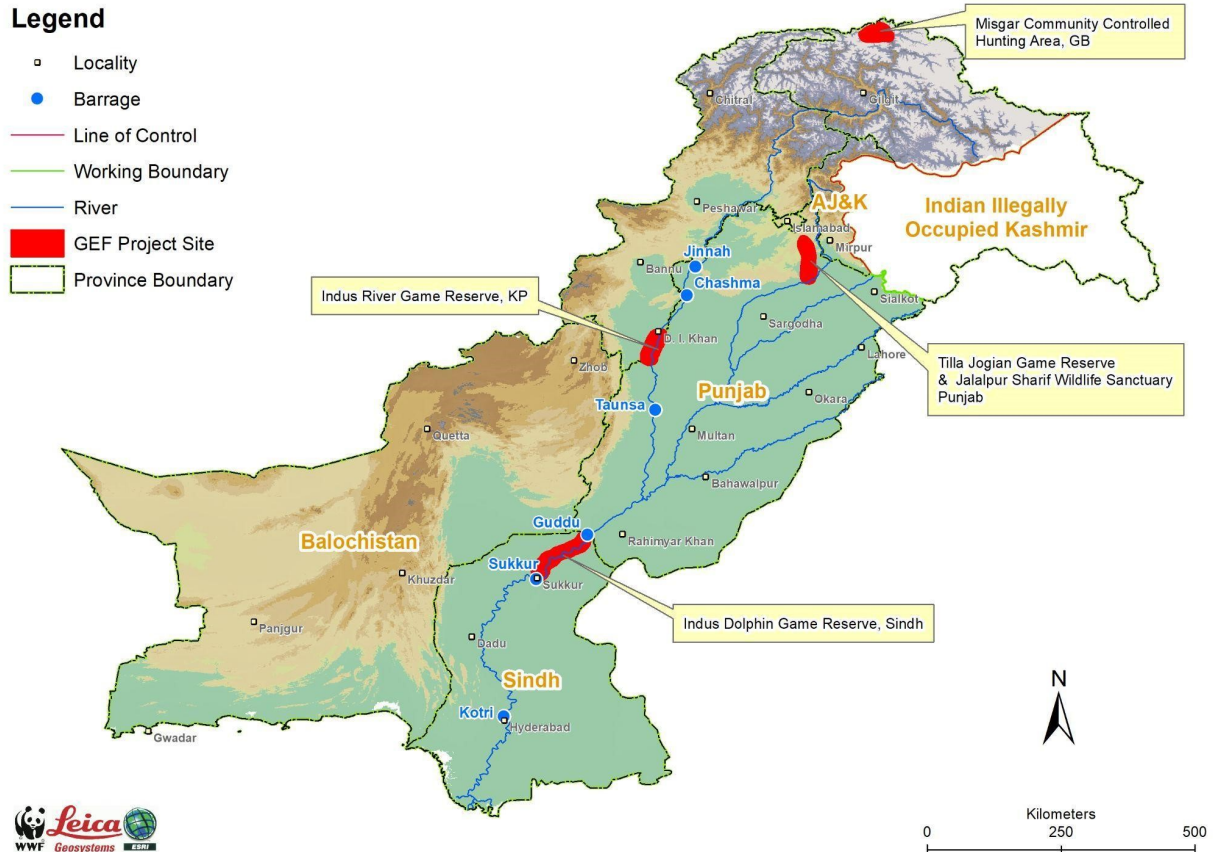 Legend
Locality
Barrage
Line of Control
Working Boundary
River
GEF Project Site
Province Boundary
Misgar Community Controlled
Hunting Area, GB
Chitral
Gilgit
AJ&K
Indian Illegally
Occupied Kashmir
Peshawar
Islamabad
Mirpur
Jinnah
Bannu
Chashma
Sialkot
Indus River Game Reserve, KP
Sargodha
D. I. Khan
Lahore
Zhob
Tilla Jogian Game Reserve
& Jalalpur Sharif Wildlife Sanctuary
Punjab
Punjab
Okara
Taunsa
Multan
Quetta
Bahawalpur
Guddu
Rahimyar Khan
Balochistan
Sukkur
Sukkur
Khuzdar
Panjgur
Indus Dolphin Game Reserve, Sindh
Dadu
Sindh
N
Kotri
Hyderabad
Gwadar
WWF
Leica
Geosystems
ESRI
Kilometers
0 250 500